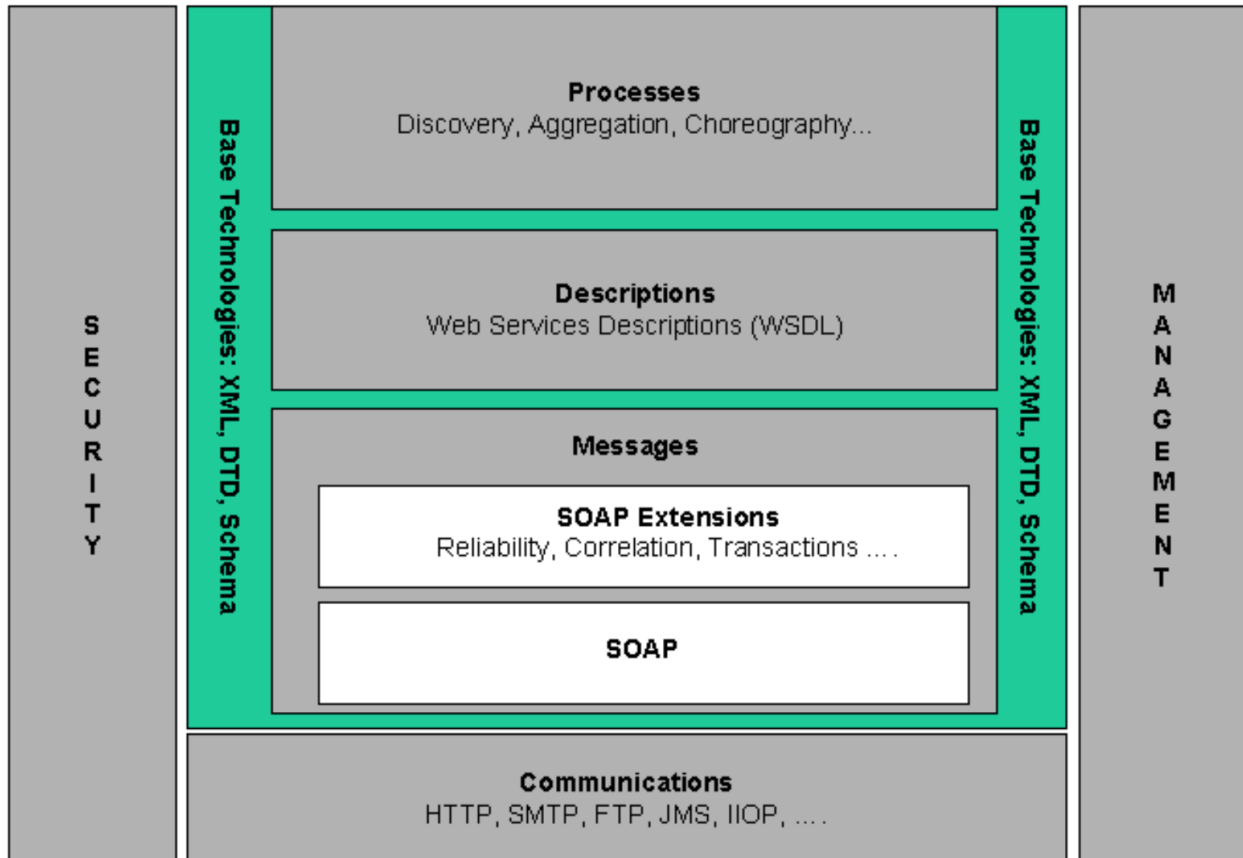 SECURITY
Base Technologies: XML, DTD, Schema
Processes
Discovery, Aggregation, Choreography...
Descriptions
Web Services Descriptions (WSDL)
Messages
SOAP Extensions
Reliability, Correlation, Transactions ... .
SOAP
Base Technologies: XML, DTD, Schema
MANAGEMENT
Communications
HTTP, SMTP, FTP, JMS, IIOP, ... .